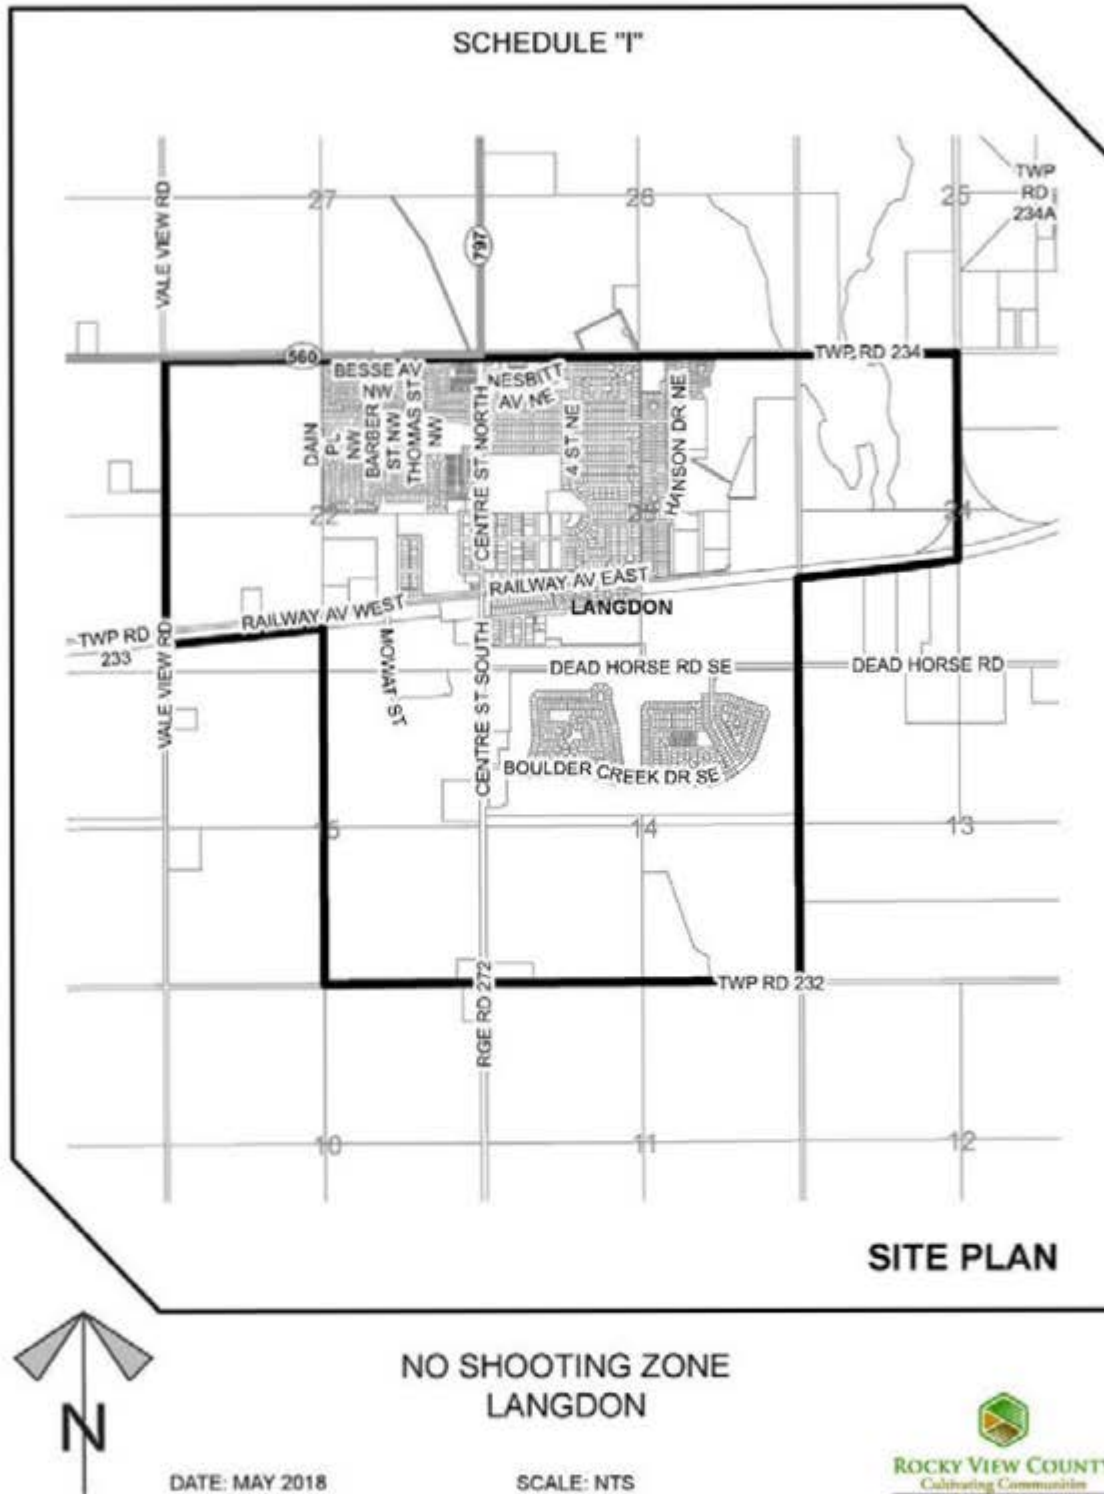 SCHEDULE "I"
TWP
RD
234A
27
26
25
VALE VIEW RD
797
560
TWP RD 234
BESSE AV
NW
NESBITT
AV NE
DAIN
PL
NW
BARBER
ST NW
THOMAS ST
NW
CENTRE ST NORTH
4 ST NE
HANSON DR NE
22
24
RAILWAY AV EAST
RAILWAY AV WEST
LANGDON
TWP RD
233
VALE VIEW RD
MOWAT ST
CENTRE ST SOUTH
DEAD HORSE RD SE
DEAD HORSE RD
BOULDER CREEK DR SE
14
13
RGE RD 272
TWP RD 232
10
11
12
SITE PLAN
N
NO SHOOTING ZONE
LANGDON
DATE: MAY 2018
SCALE: NTS
ROCKY VIEW COUNTY
Cultivating Communities